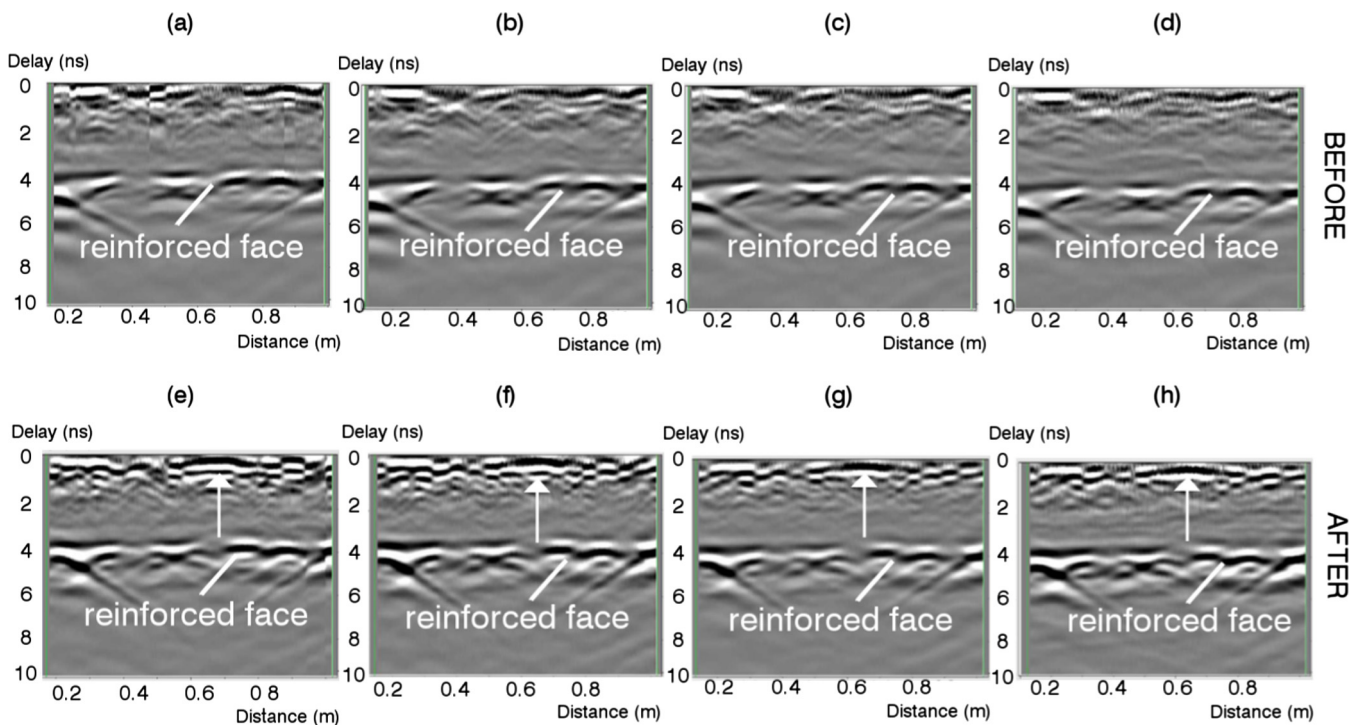 (a) (b) (c) (d)
Delay (ns) Delay (ns) Delay (ns) Delay (ns)
0 0 0 0
2 2 2 2
4 4 4 4
6 6 6 6
reinforced face reinforced face reinforced face reinforced face
8 8 8 8
10 10 10 10
0.2 0.4 0.6 0.8 0.2 0.4 0.6 0.8 0.2 0.4 0.6 0.8 0.2 0.4 0.6 0.8
Distance (m) Distance (m) Distance (m) Distance (m)
BEFORE
(e) (f) (g) (h)
Delay (ns) Delay (ns) Delay (ns) Delay (ns)
0 0 0 0
2 2 2 2
4 4 4 4
6 6 6 6
reinforced face reinforced face reinforced face reinforced face
8 8 8 8
10 10 10 10
0.2 0.4 0.6 0 8 0.2 0.4 0.6 0.8 0.2 0.4 0.6 0.8 0.2 0.4 0.6 0.8
Distance (m) Distance (m) Distance (m) Distance (m)
AFTER